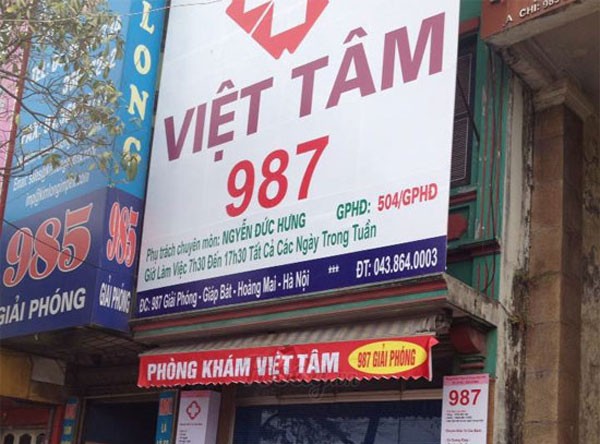 VIỆT TÂM
987
Phụ trách chuyên môn: NGUYỄN ĐỨC HƯNG GPHĐ: 504/GPHĐ
Giờ Làm Việc 7h30 Đến 17h30 Tất Cả Các Ngày Trong Tuần
ĐC: 987 Giải Phóng - Giáp Bát - Hoàng Mai - Hà Nội *** ĐT: 043.864.0003
PHÒNG KHÁM VIỆT TÂM 987 GIẢI PHÓNG
LONG
985
GIẢI PHÓNG
985
GIẢI PHÓNG
987